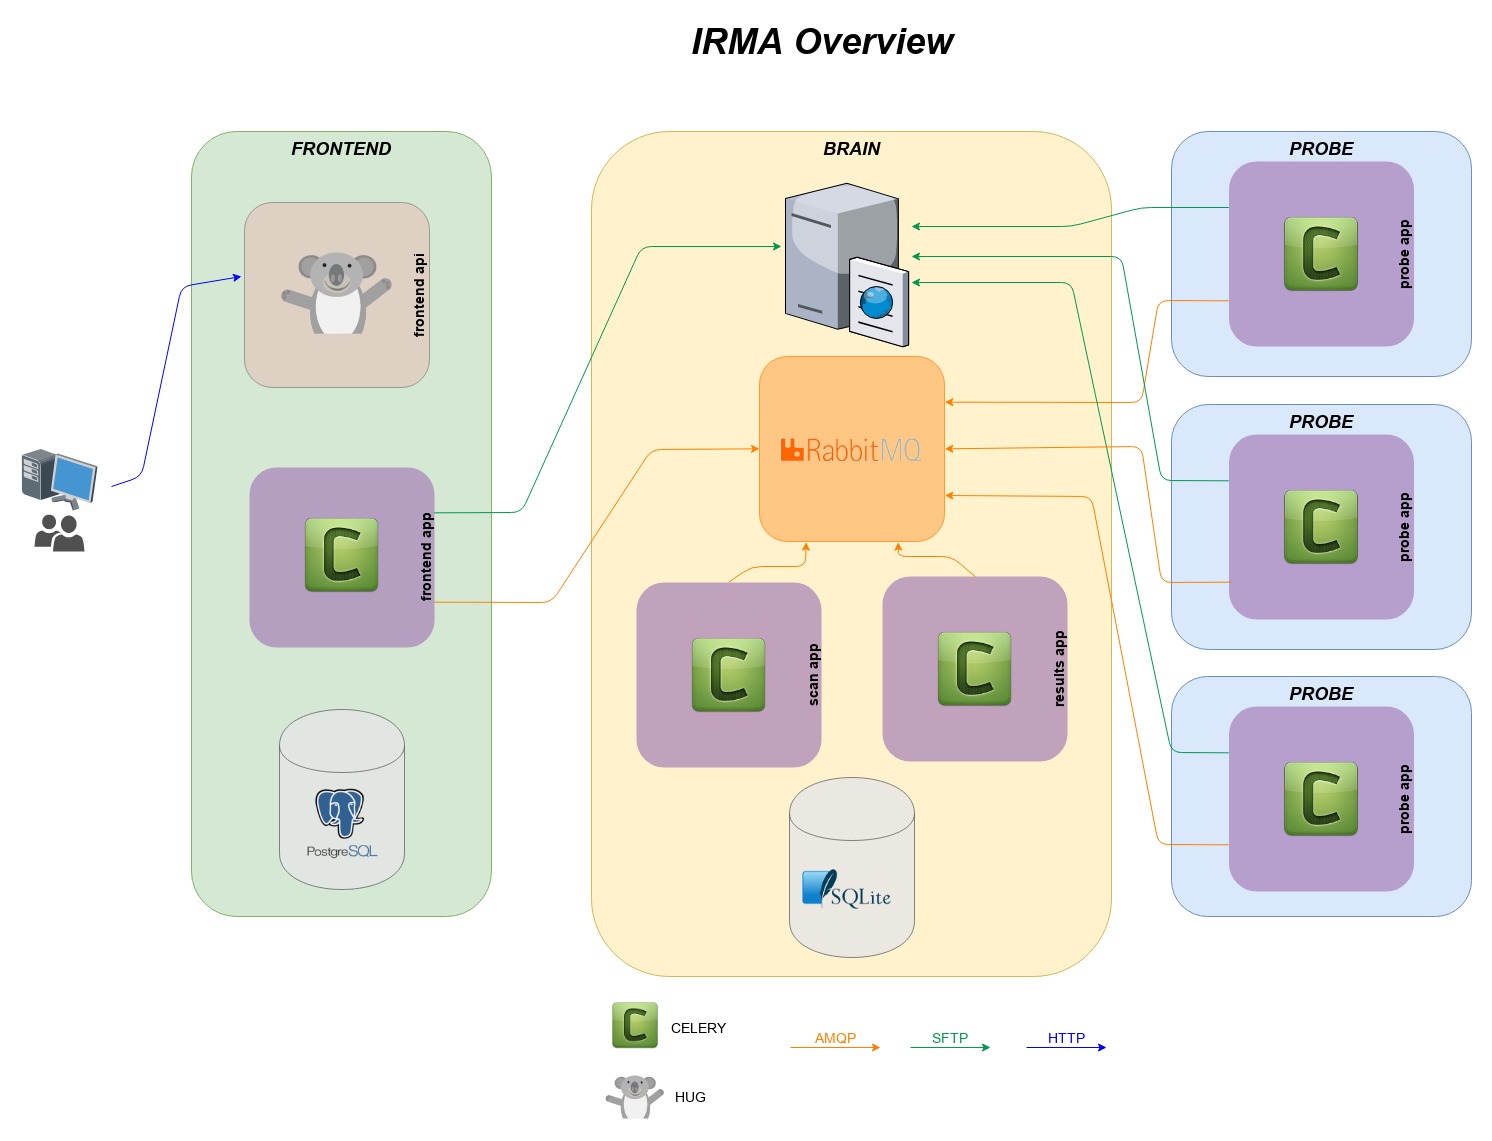 IRMA Overview
FRONTEND
frontend api
frontend app
PostgreSQL
BRAIN
RabbitMQ
scan app
results app
SQLite
PROBE
probe app
PROBE
probe app
PROBE
probe app
CELERY
AMQP
SFTP
HTTP
HUG